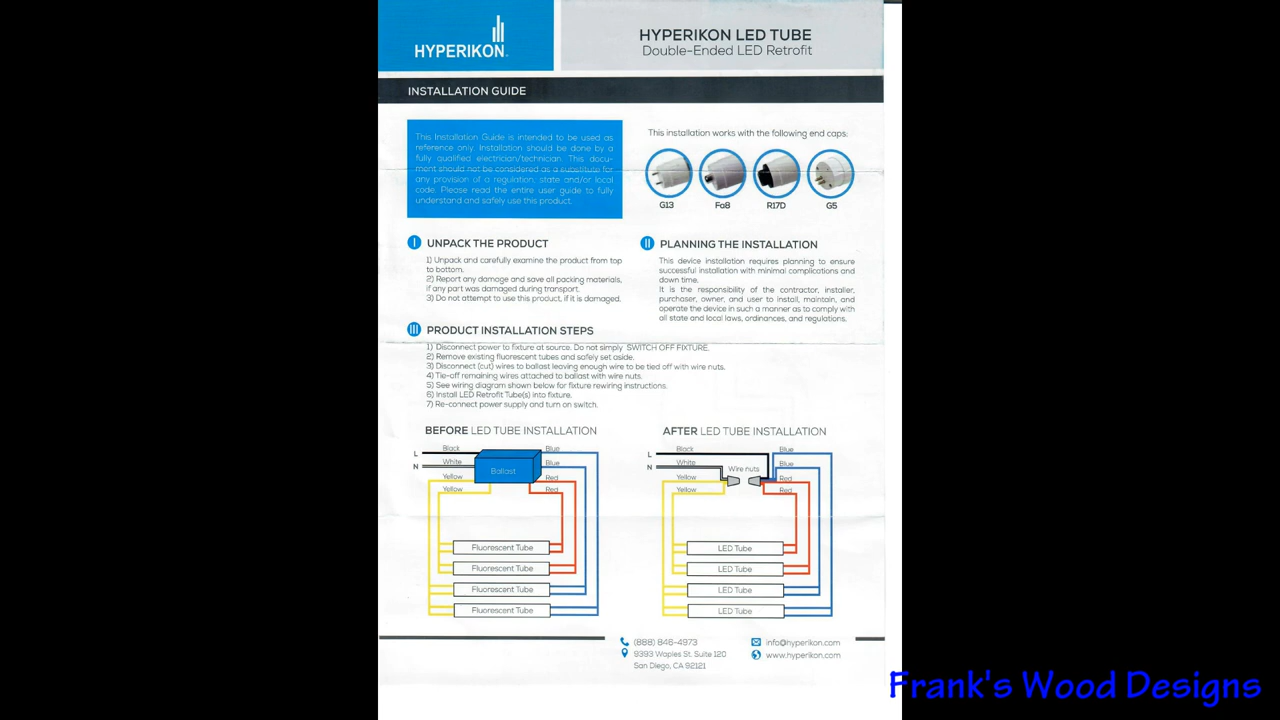 HYPERIKON
HYPERIKON LED TUBE
Double-Ended LED Retrofit
INSTALLATION GUIDE
This Installation Guide is intended to be used as
reference only. Installation should be done by a
fully qualified electrician/technician. This docu-
ment should not be considered as a substitute for
any provision of a regulation, state and/or local
code. Please read the entire user guide to fully
understand and safely use this product.
This installation works with the following end caps:
G13 Fa8 R17D G5
I UNPACK THE PRODUCT
1) Unpack and carefully examine the product from top
to bottom.
2) Report any damage and save all packing materials,
if any part was damaged during transport.
3) Do not attempt to use this product, if it is damaged.
II PLANNING THE INSTALLATION
This device installation requires planning to ensure
successful installation with minimal complications and
down time.
It is the responsibility of the contractor, installer,
purchaser, owner, and user to install, maintain, and
operate the device in such a manner as to comply with
all state and local laws, ordinances, and regulations.
III PRODUCT INSTALLATION STEPS
1) Disconnect power to fixture at source. Do not simply SWITCH OFF FIXTURE.
2) Remove existing fluorescent tubes and safely set aside.
3) Disconnect (cut) wires to ballast leaving enough wire to be tied off with wire nuts.
4) Tie-off remaining wires attached to ballast with wire nuts.
5) See wiring diagram shown below for fixture rewiring instructions.
6) Install LED Retrofit Tube(s) into fixture.
7) Re-connect power supply and turn on switch.
BEFORE LED TUBE INSTALLATION
L Black Blue
N White Ballast Blue
Yellow Red
Yellow Red
Fluorescent Tube
Fluorescent Tube
Fluorescent Tube
Fluorescent Tube
AFTER LED TUBE INSTALLATION
L Black Blue
N White Wire nuts Blue
Yellow Red
Yellow Red
LED Tube
LED Tube
LED Tube
LED Tube
(888) 846-4973
9393 Waples St. Suite 120
San Diego, CA 92121
info@hyperikon.com
www.hyperikon.com
Frank's Wood Designs